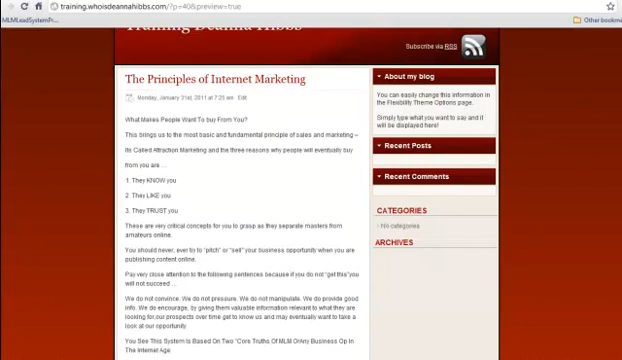 training.whoisdeannahibbs.com/?p=40&preview=true
MLMLeadSystemPr...
Other bookma
Training Deanna Hibbs
Subscribe via RSS
The Principles of Internet Marketing
Monday, January 31st, 2011 at 7:25 am Edit
What Makes People Want To buy From You?
This brings us to the most basic and fundamental principle of sales and marketing –
Its Called Attraction Marketing and the three reasons why people will eventually buy
from you are ...
1. They KNOW you
2. They LIKE you
3. They TRUST you
These are very critical concepts for you to grasp as they separate masters from
amateurs online.
You should never, ever try to "pitch" or "sell" your business opportunity when you are
publishing content online.
Pay very close attention to the following sentences because if you do not "get this"you
will not succeed ...
We do not convince. We do not pressure. We do not manipulate. We do provide good
info. We do encourage, by giving them valuable information relevant to what they are
looking for.our prospects over time get to know us and may eventually want to take a
look at our opportunity
You See This System Is Based On Two "Core Truths Of MLM OrAny Business Op In
The Internet Age
About my blog
You can easily change this information in
the Flexibility Theme Options page.
Simply type what you want to say and it
will be displayed here!
Recent Posts
Recent Comments
CATEGORIES
No categories
ARCHIVES